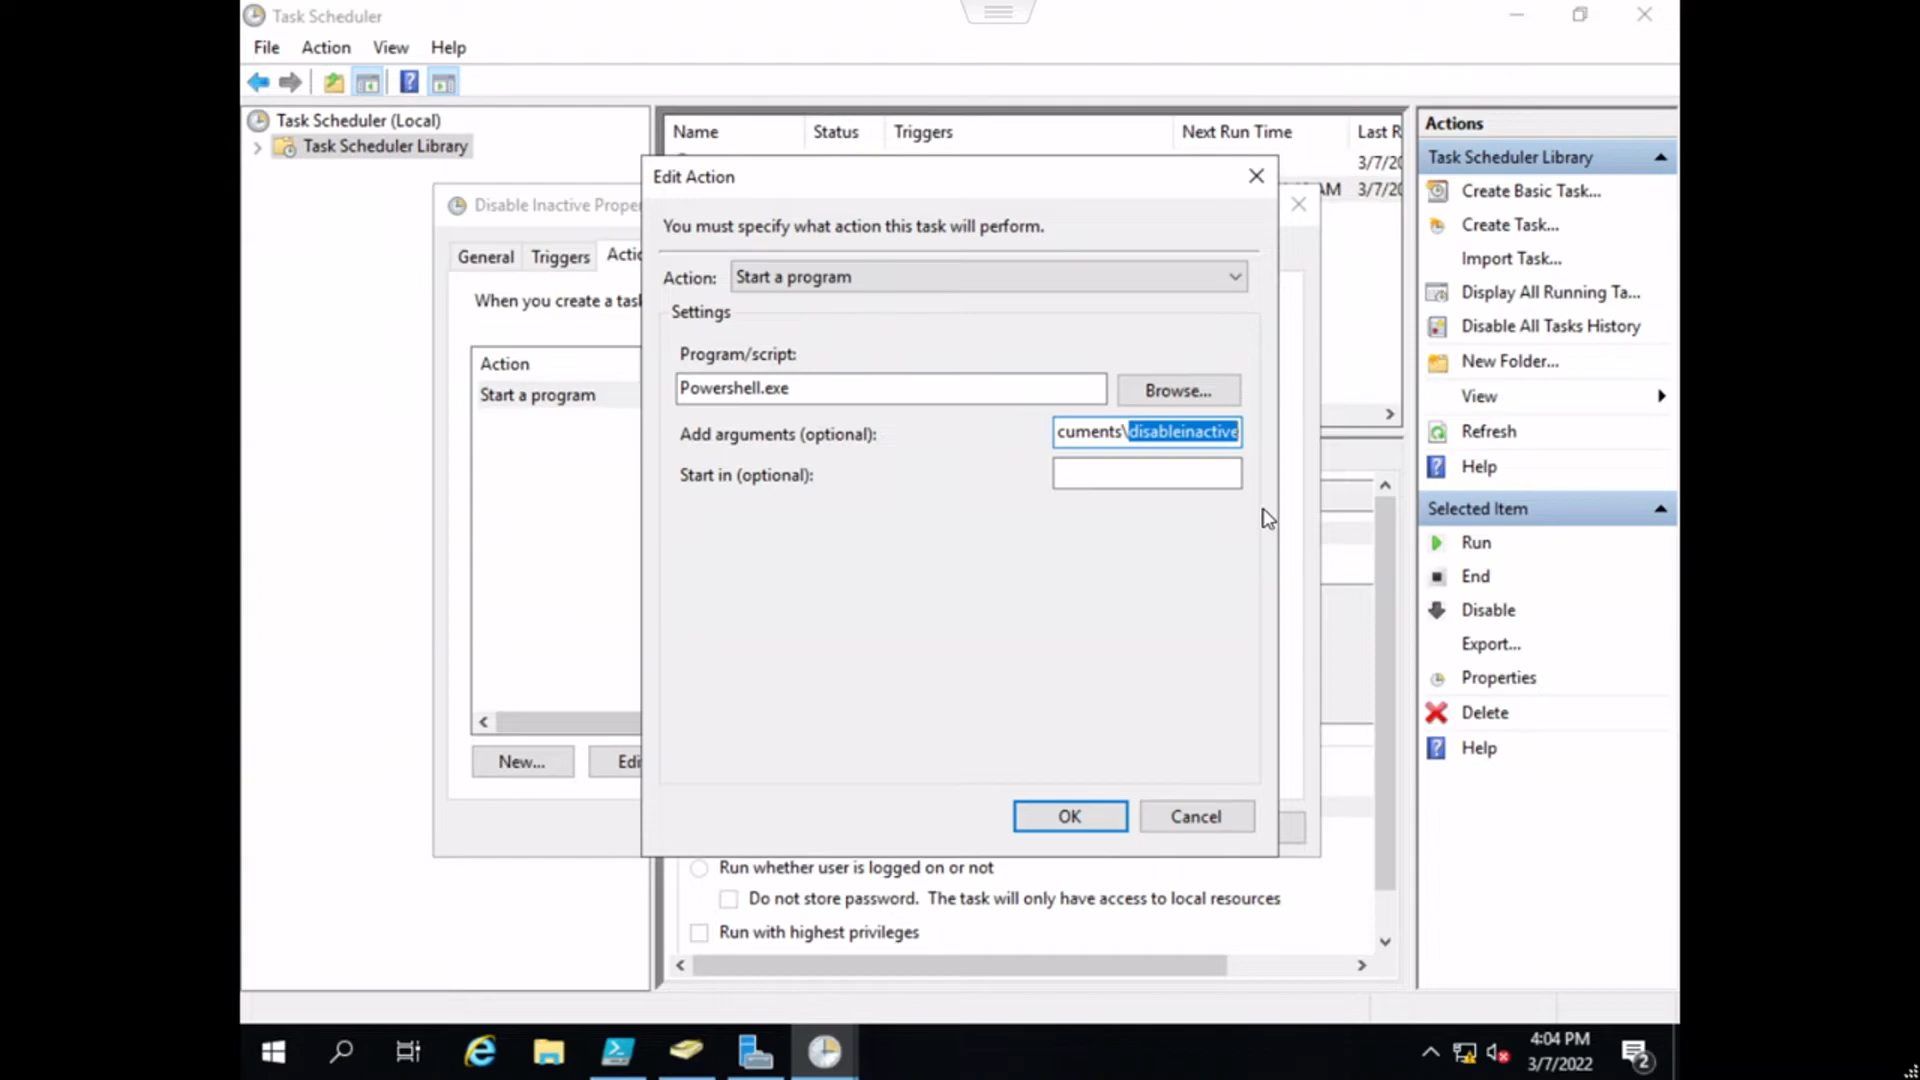 Task Scheduler
File Action View Help
Task Scheduler (Local)
Task Scheduler Library
Name Status Triggers Next Run Time Last R
3/7/20
AM 3/7/20
Disable Inactive Proper
General Triggers Actio
When you create a task
Action
Start a program
New... Edi
Edit Action
You must specify what action this task will perform.
Action: Start a program
Settings
Program/script:
Powershell.exe Browse...
Add arguments (optional): cuments\disableinactive
Start in (optional):
OK Cancel
Run whether user is logged on or not
Do not store password. The task will only have access to local resources
Run with highest privileges
Actions
Task Scheduler Library
Create Basic Task...
Create Task...
Import Task...
Display All Running Ta...
Disable All Tasks History
New Folder...
View
Refresh
Help
Selected Item
Run
End
Disable
Export...
Properties
Delete
Help
4:04 PM
3/7/2022
2